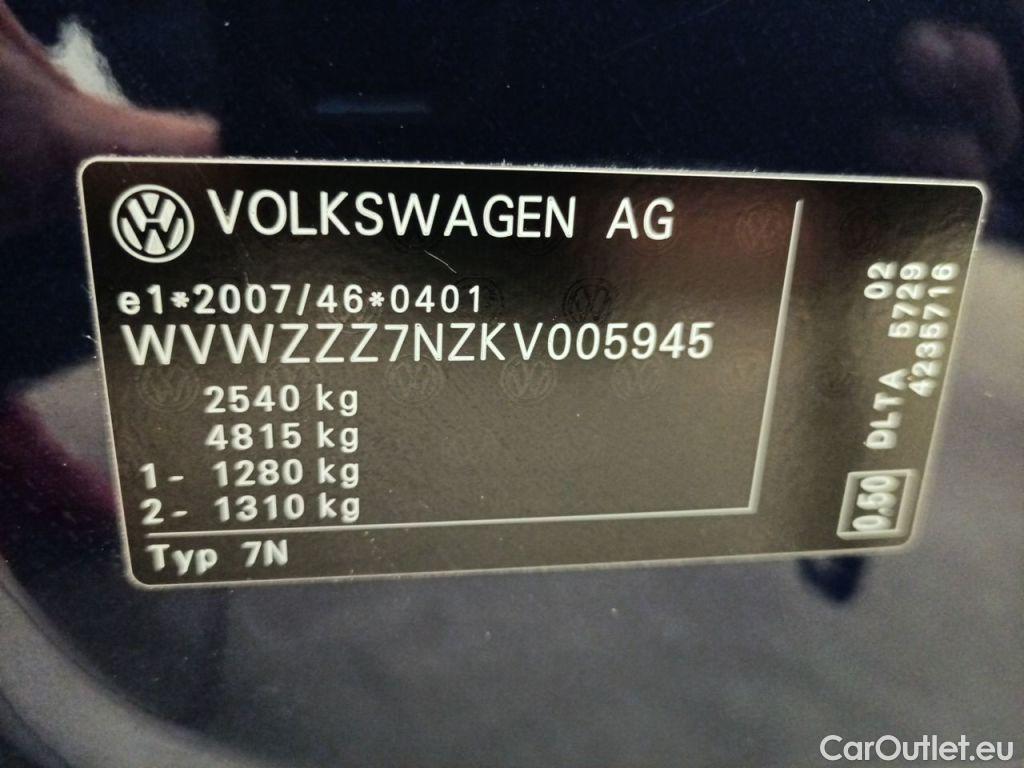 VOLKSWAGEN AG
e1*2007/46*0401
WVWZZZ7NZKV005945
2540 kg
4815 kg
1- 1280 kg
2- 1310 kg
Typ 7N
0.50 DLTA 5729 02
4235716
CarOutlet.eu